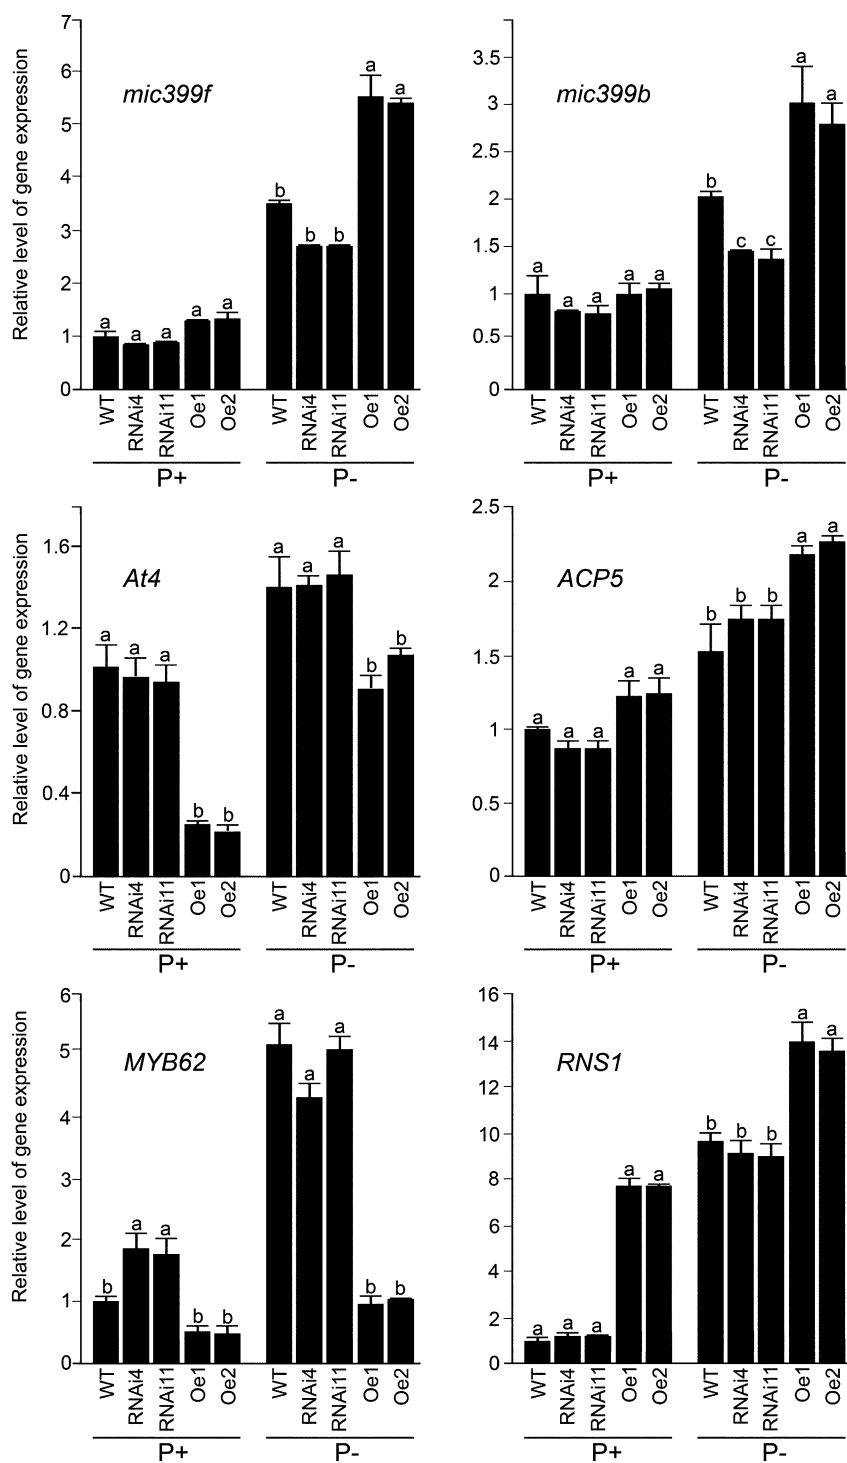 Relative level of gene expression
7
6
5
4
3
2
1
0
mic399f
a a a a a b b b a a
WT RNAi4 RNAi11 Oe1 Oe2 WT RNAi4 RNAi11 Oe1 Oe2
P+ P-
3.5
3
2.5
2
1.5
1
0.5
0
mic399b
a a a a a b c c a a
WT RNAi4 RNAi11 Oe1 Oe2 WT RNAi4 RNAi11 Oe1 Oe2
P+ P-
Relative level of gene expression
1.6
1.2
0.8
0.4
0
At4
a a a b b a a a b b
WT RNAi4 RNAi11 Oe1 Oe2 WT RNAi4 RNAi11 Oe1 Oe2
P+ P-
2.5
2
1.5
1
0.5
0
ACP5
a a a a a b b b a a
WT RNAi4 RNAi11 Oe1 Oe2 WT RNAi4 RNAi11 Oe1 Oe2
P+ P-
Relative level of gene expression
6
5
4
3
2
1
0
MYB62
b a a b b a a a b b
WT RNAi4 RNAi11 Oe1 Oe2 WT RNAi4 RNAi11 Oe1 Oe2
P+ P-
16
14
12
10
8
6
4
2
0
RNS1
a a a a a b b b a a
WT RNAi4 RNAi11 Oe1 Oe2 WT RNAi4 RNAi11 Oe1 Oe2
P+ P-